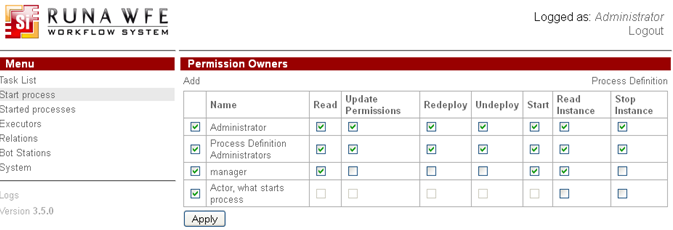 RUNA WFE
WORKFLOW SYSTEM
Logged as: Administrator
Logout
Menu
Task List
Start process
Started processes
Executors
Relations
Bot Stations
System
Logs
Version 3.5.0
Permission Owners
Add
Process Definition
Name Read Update Permissions Redeploy Undeploy Start Read Instance Stop Instance
Administrator
Process Definition
Administrators
manager
Actor, what starts
process
Apply